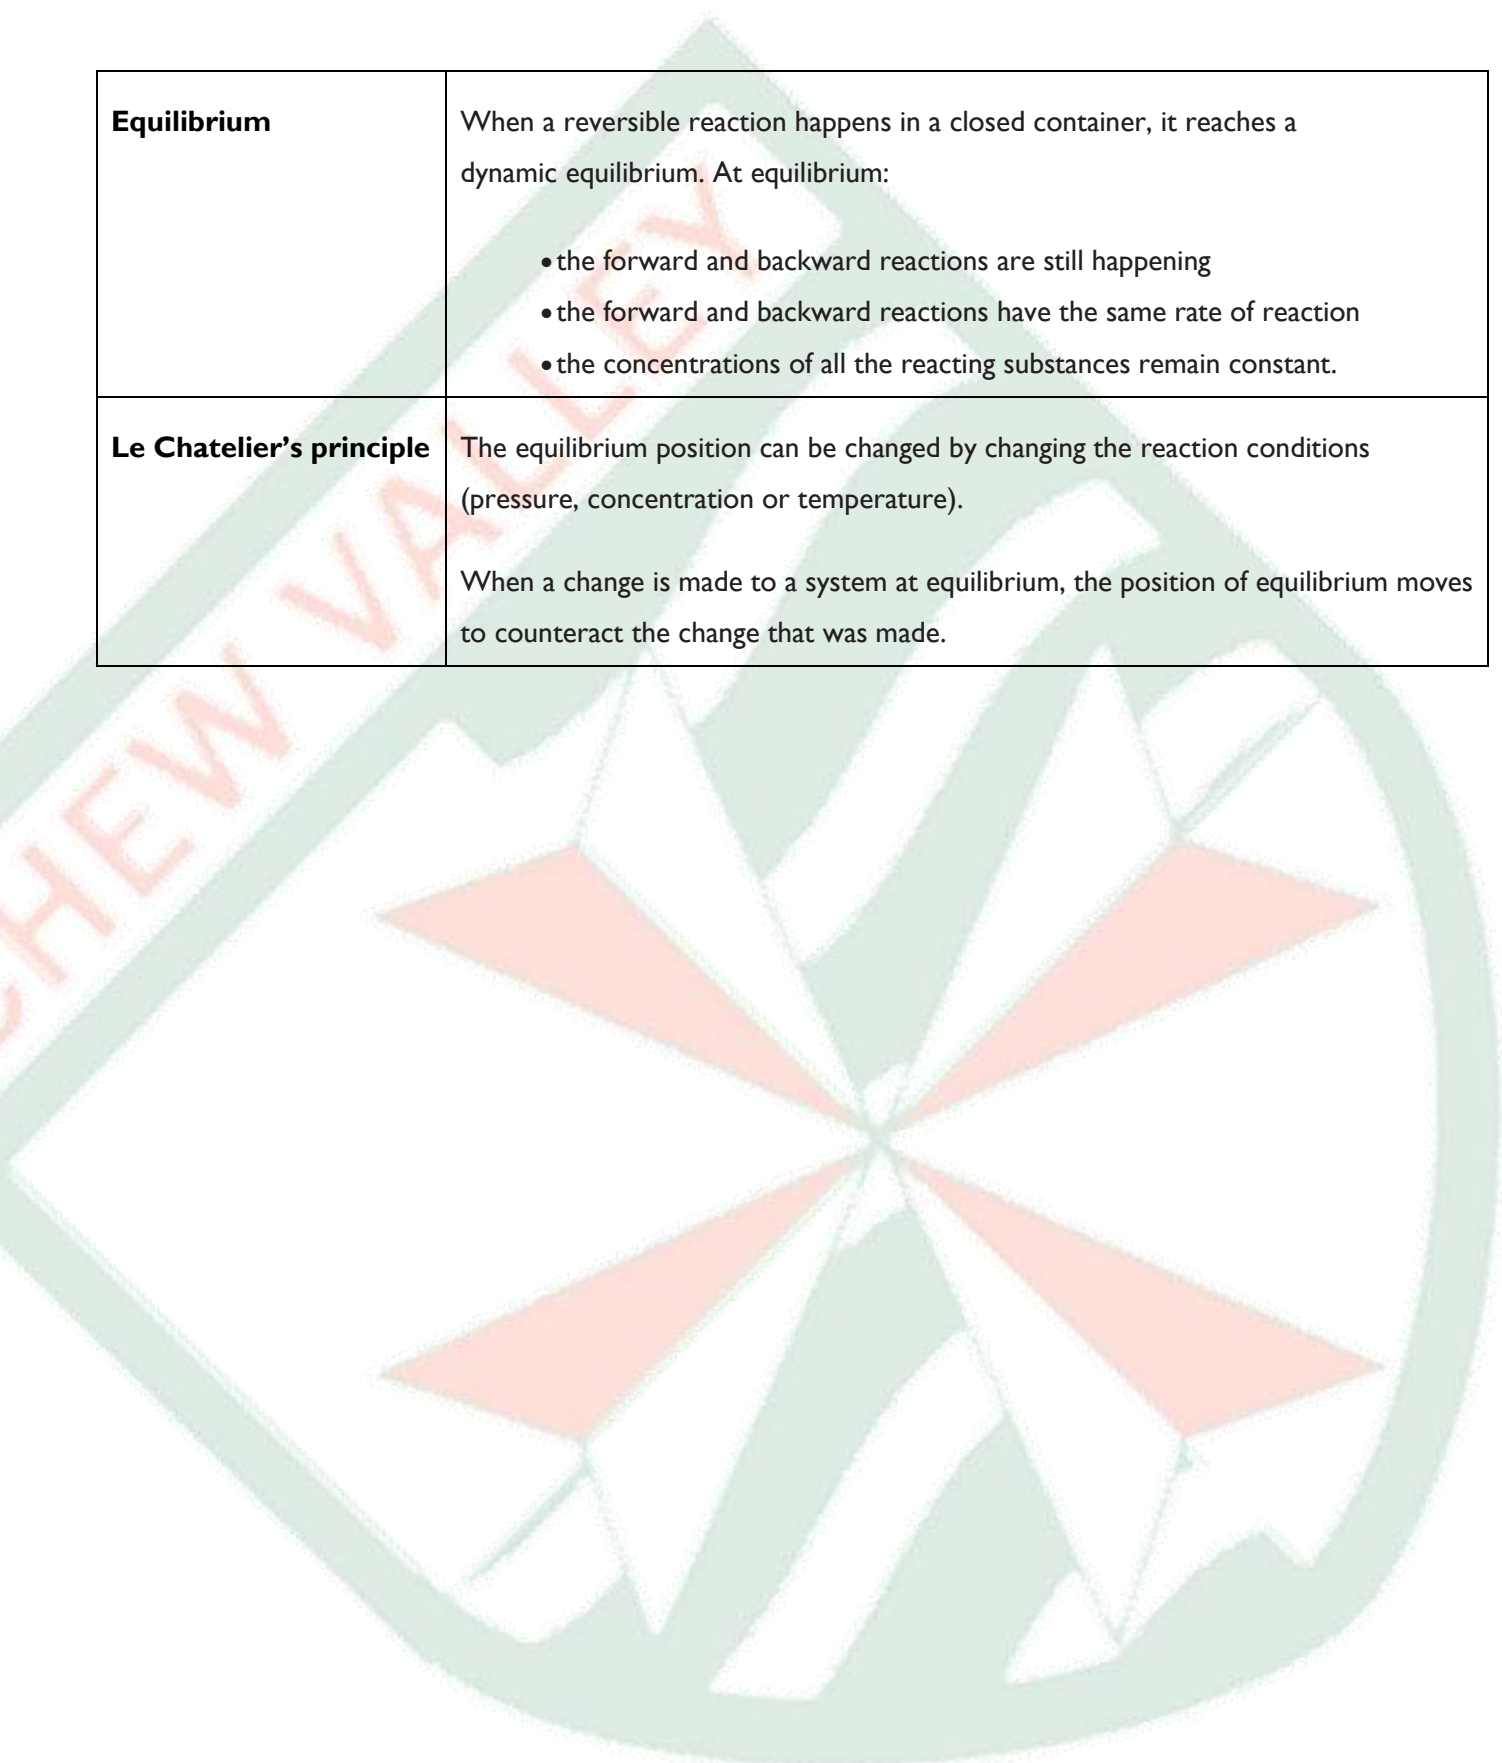 Equilibrium
When a reversible reaction happens in a closed container, it reaches a
dynamic equilibrium. At equilibrium:
•the forward and backward reactions are still happening
•the forward and backward reactions have the same rate of reaction
•the concentrations of all the reacting substances remain constant.
Le Chatelier’s principle
The equilibrium position can be changed by changing the reaction conditions
(pressure, concentration or temperature).
When a change is made to a system at equilibrium, the position of equilibrium moves
to counteract the change that was made.
CHEW VALLEY